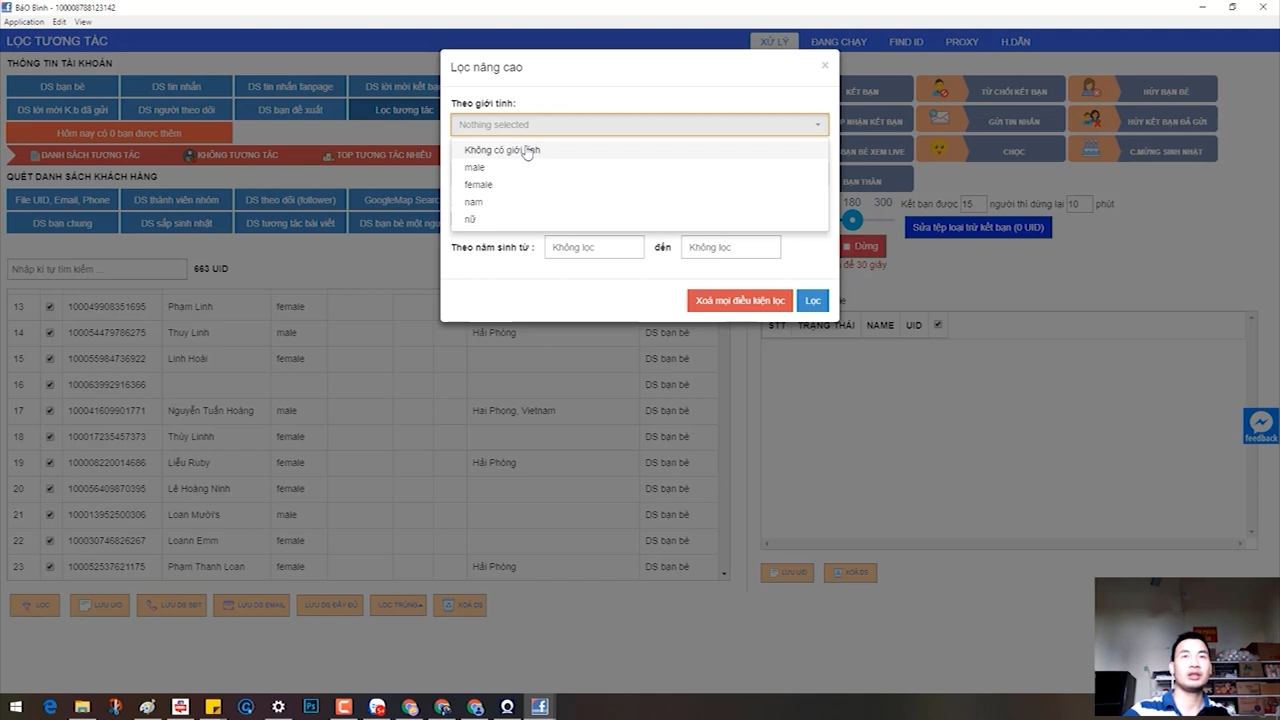 BảO Bình - 100008788123142
Application Edit View
LỌC TƯƠNG TÁC
XỬ LÝ ĐANG CHẠY FIND ID PROXY H.DẪN
THÔNG TIN TÀI KHOẢN
DS bạn bè DS tin nhắn DS tin nhắn fanpage DS lời mời kết bạn
DS lời mời K.b đã gửi DS người theo dõi DS bạn đề xuất Lọc tương tác
Hôm nay có 0 bạn được thêm
DANH SÁCH TƯƠNG TÁC KHÔNG TƯƠNG TÁC TOP TƯƠNG TÁC NHIỀU
QUÉT DANH SÁCH KHÁCH HÀNG
File UID, Email, Phone DS thành viên nhóm DS theo dõi (follower) GoogleMap Searc
DS bạn chung DS sắp sinh nhật DS tương tác bài viết DS bạn bè một ngu
Nhập kí tự tìm kiếm ... 663 UID
Lọc nâng cao ×
Theo giới tính:
Nothing selected
Không có giới tính
male
female
nam
nữ
Theo năm sinh từ : Không lọc đến Không lọc
Xoá mọi điều kiện lọc Lọc
KẾT BẠN TỪ CHỐI KẾT BẠN HỦY BẠN BÈ
P NHẬN KẾT BẠN GỬI TIN NHẮN HỦY KẾT BẠN ĐÃ GỬI
BẠN BÈ XEM LIVE CHỌC C.MỪNG SINH NHẬT
BẠN THÂN
180 300 Kết bạn được 15 người thì dừng lại 10 phút
Sửa tệp loại trừ kết bạn (0 UID)
Dừng
để 30 giây
13 100049908351695 Phạm Linh female
14 100054479786275 Thuy Linh male Hải Phòng DS bạn bè
15 100055984736922 Linh Hoài female DS bạn bè
16 100063992916366 DS bạn bè
17 100041609901771 Nguyễn Tuấn Hoàng male Hai Phong, Vietnam DS bạn bè
18 100017235457373 Thùy Linhh female DS bạn bè
19 100008220014686 Liễu Ruby female Hải Phòng DS bạn bè
20 100056409870395 Lê Hoàng Ninh female DS bạn bè
21 100013952500306 Loan Mười's male DS bạn bè
22 100030746826267 Loann Emm female DS bạn bè
23 100052537621175 Phạm Thanh Loan female Hải Phòng DS bạn bè
STT TRẠNG THÁI NAME UID
LƯU UID XOÁ DS
feedback
LỌC LƯU UID LƯU DS SĐT LƯU DS EMAIL LƯU DS ĐẦY ĐỦ LỌC TRÙNG XOÁ DS